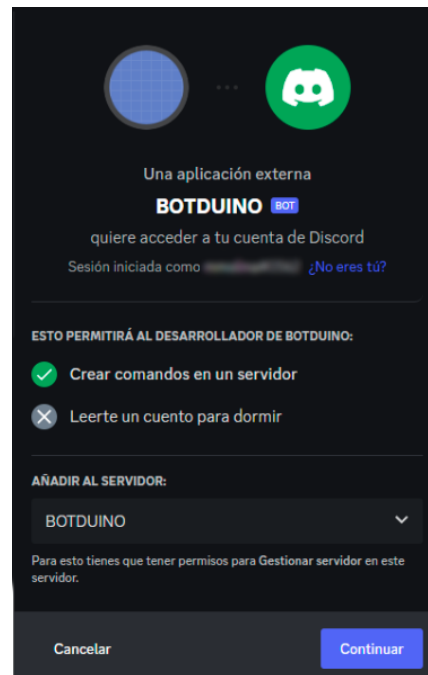 Una aplicación externa
BOTDUINO BOT
quiere acceder a tu cuenta de Discord
Sesión iniciada como ¿No eres tú?
ESTO PERMITIRÁ AL DESARROLLADOR DE BOTDUINO:
Crear comandos en un servidor
Leerte un cuento para dormir
AÑADIR AL SERVIDOR:
BOTDUINO
Para esto tienes que tener permisos para Gestionar servidor en este
servidor.
Cancelar Continuar